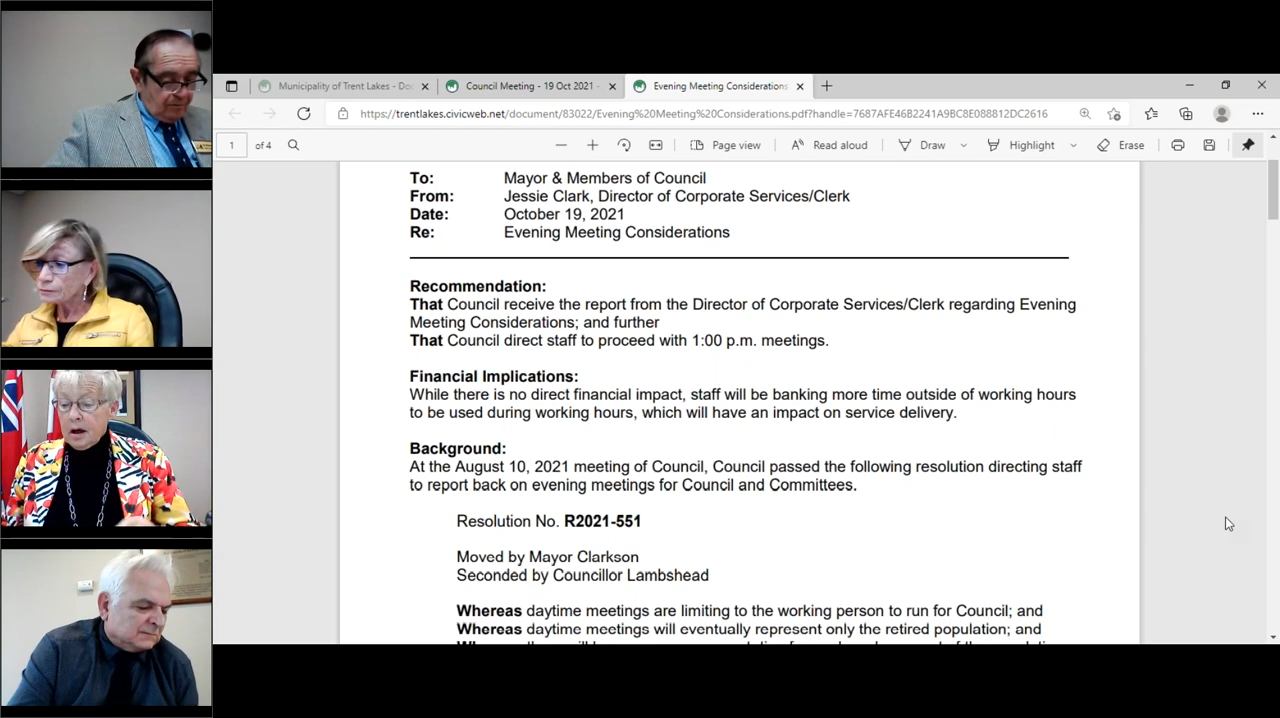 Municipality of Trent Lakes - Doc
Council Meeting - 19 Oct 2021 -
Evening Meeting Considerations
https://trentlakes.civicweb.net/document/83022/Evening%20Meeting%20Considerations.pdf?handle=7687AFE46B2241A9BC8E088812DC2616
1 of 4
Page view
Read aloud
Draw
Highlight
Erase
To: Mayor & Members of Council
From: Jessie Clark, Director of Corporate Services/Clerk
Date: October 19, 2021
Re: Evening Meeting Considerations
Recommendation:
That Council receive the report from the Director of Corporate Services/Clerk regarding Evening
Meeting Considerations; and further
That Council direct staff to proceed with 1:00 p.m. meetings.
Financial Implications:
While there is no direct financial impact, staff will be banking more time outside of working hours
to be used during working hours, which will have an impact on service delivery.
Background:
At the August 10, 2021 meeting of Council, Council passed the following resolution directing staff
to report back on evening meetings for Council and Committees.
Resolution No. R2021-551
Moved by Mayor Clarkson
Seconded by Councillor Lambshead
Whereas daytime meetings are limiting to the working person to run for Council; and
Whereas daytime meetings will eventually represent only the retired population; and